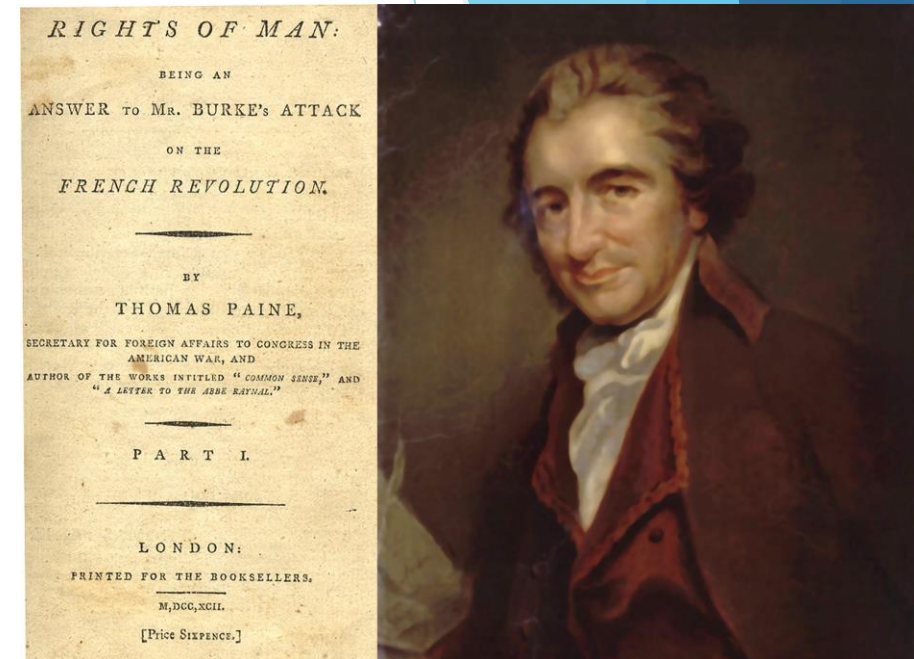 RIGHTS OF MAN:
BEING AN
ANSWER TO MR. BURKE'S ATTACK
ON THE
FRENCH REVOLUTION.
BY
THOMAS PAINE,
SECRETARY FOR FOREIGN AFFAIRS TO CONGRESS IN THE
AMERICAN WAR, AND
AUTHOR OF THE WORKS INTITLED "COMMON SENSE," AND
"A LETTER TO THE ABBE RAYNAL."
PART I.
LONDON:
PRINTED FOR THE BOOKSELLERS.
M,DCC,XCII.
[Price SIXPENCE.]